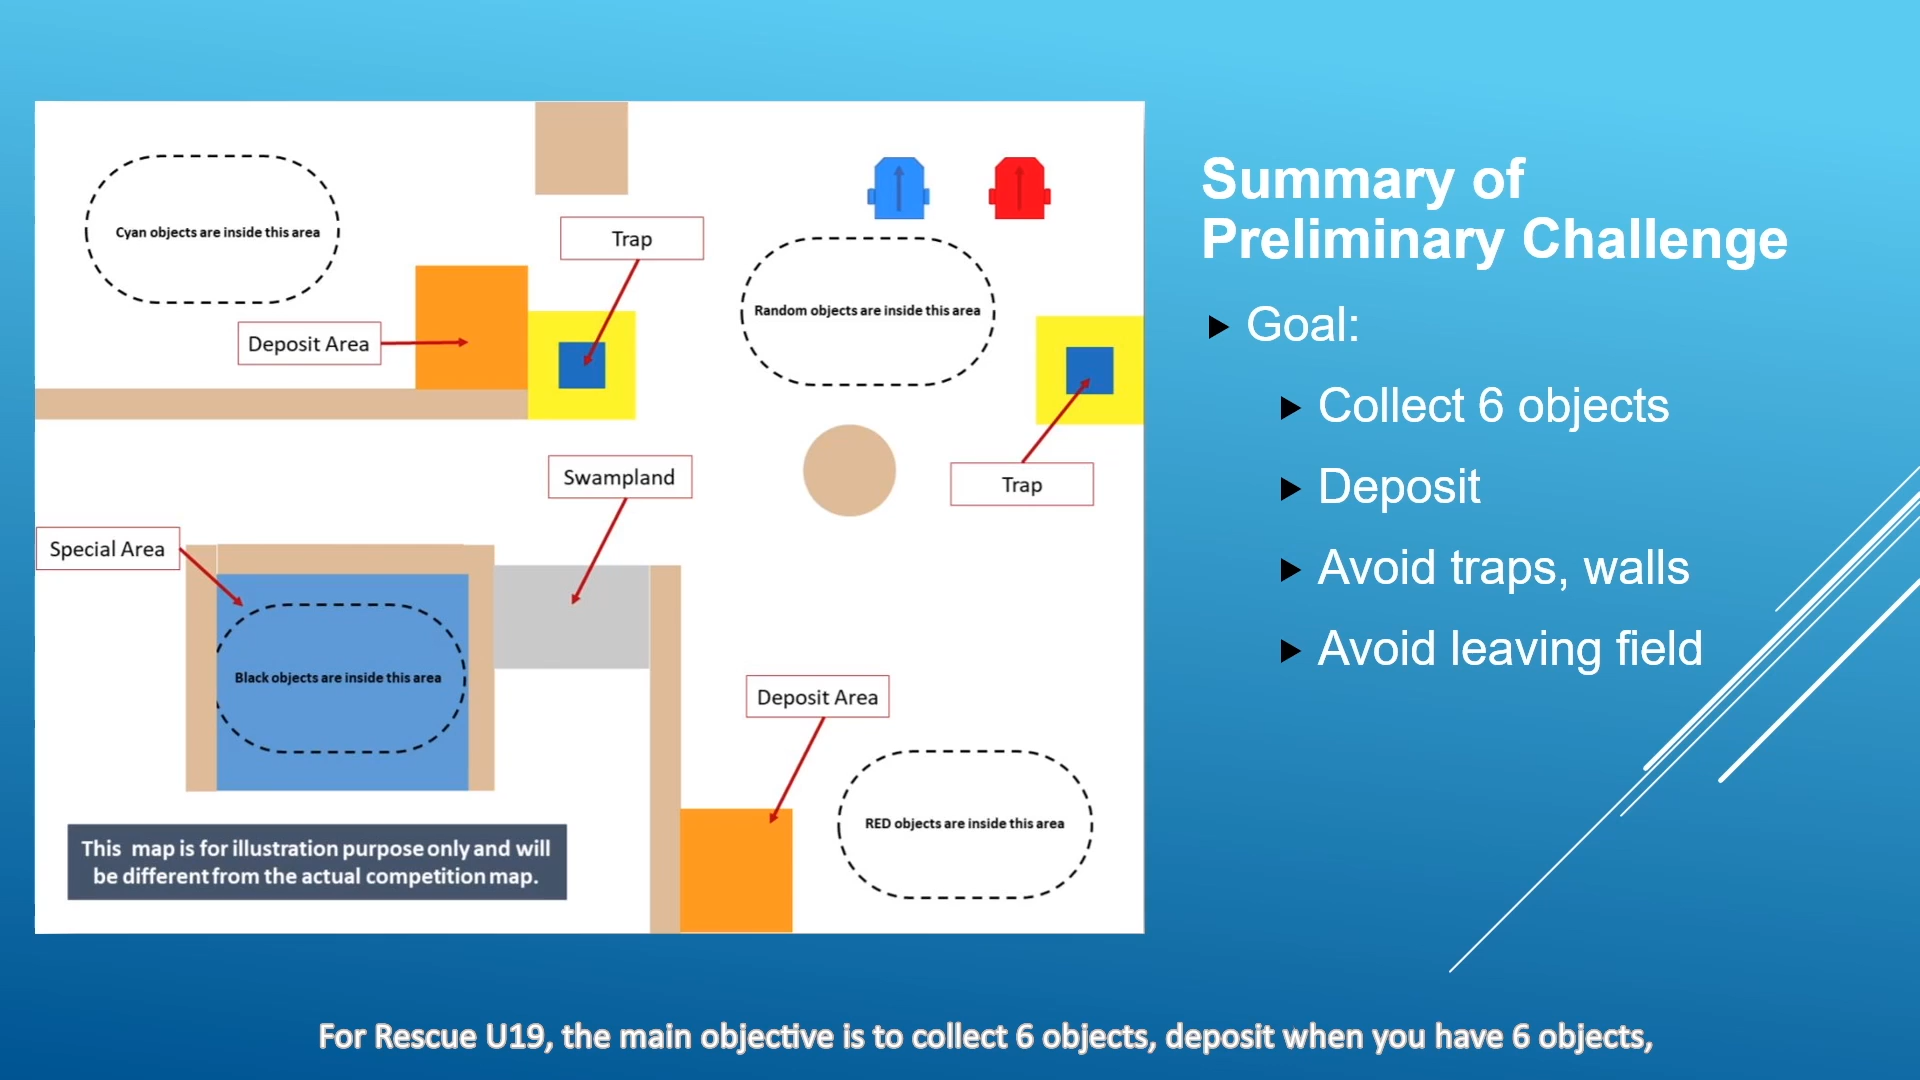 Cyan objects are inside this area
Trap
Deposit Area
Random objects are inside this area
Swampland
Trap
Special Area
Black objects are inside this area
Deposit Area
RED objects are inside this area
This map is for illustration purpose only and will
be different from the actual competition map.
Summary of
Preliminary Challenge
Goal:
Collect 6 objects
Deposit
Avoid traps, walls
Avoid leaving field
For Rescue U19, the main objective is to collect 6 objects, deposit when you have 6 objects,